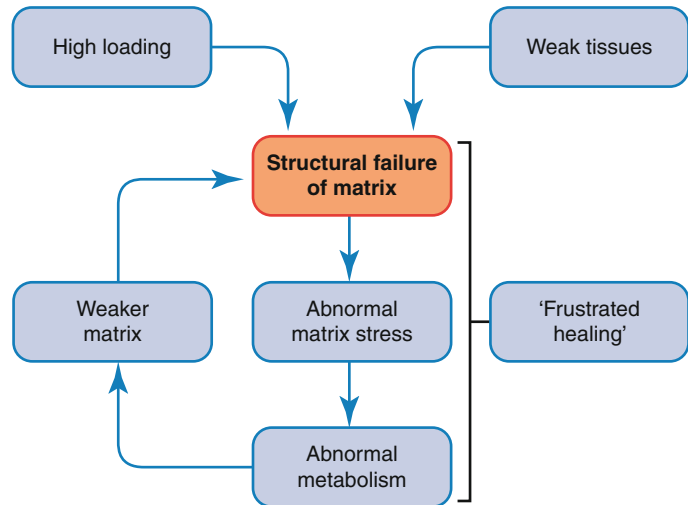 High loading
Weak tissues
Structural failure
of matrix
Weaker
matrix
Abnormal
matrix stress
‘Frustrated
healing’
Abnormal
metabolism